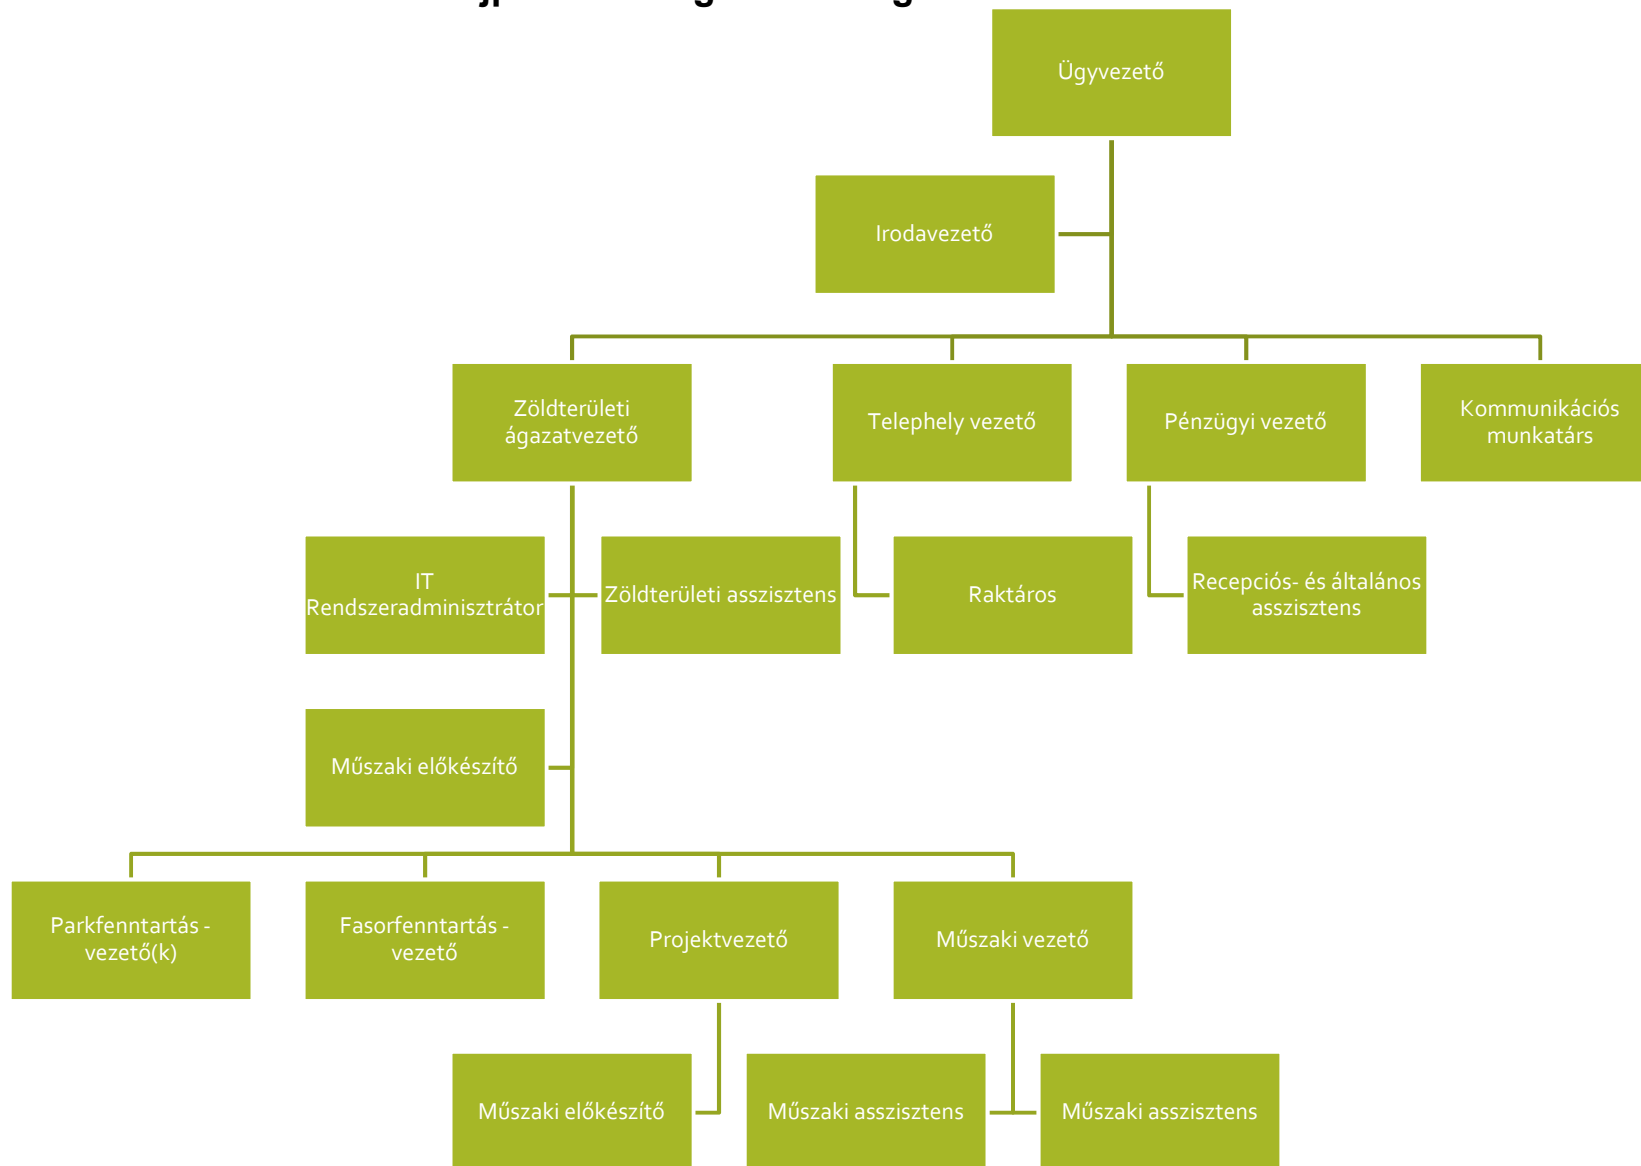 Ügyvezető
Irodavezető
Zöldterületi
ágazatvezető
Telephely vezető
Pénzügyi vezető
Kommunikációs
munkatárs
IT
Rendszeradminisztrátor
Zöldterületi asszisztens
Raktáros
Recepciós- és általános
asszisztens
Műszaki előkészítő
Parkfenntartás -
vezető(k)
Fasorfenntartás -
vezető
Projektvezető
Műszaki vezető
Műszaki előkészítő
Műszaki asszisztens
Műszaki asszisztens